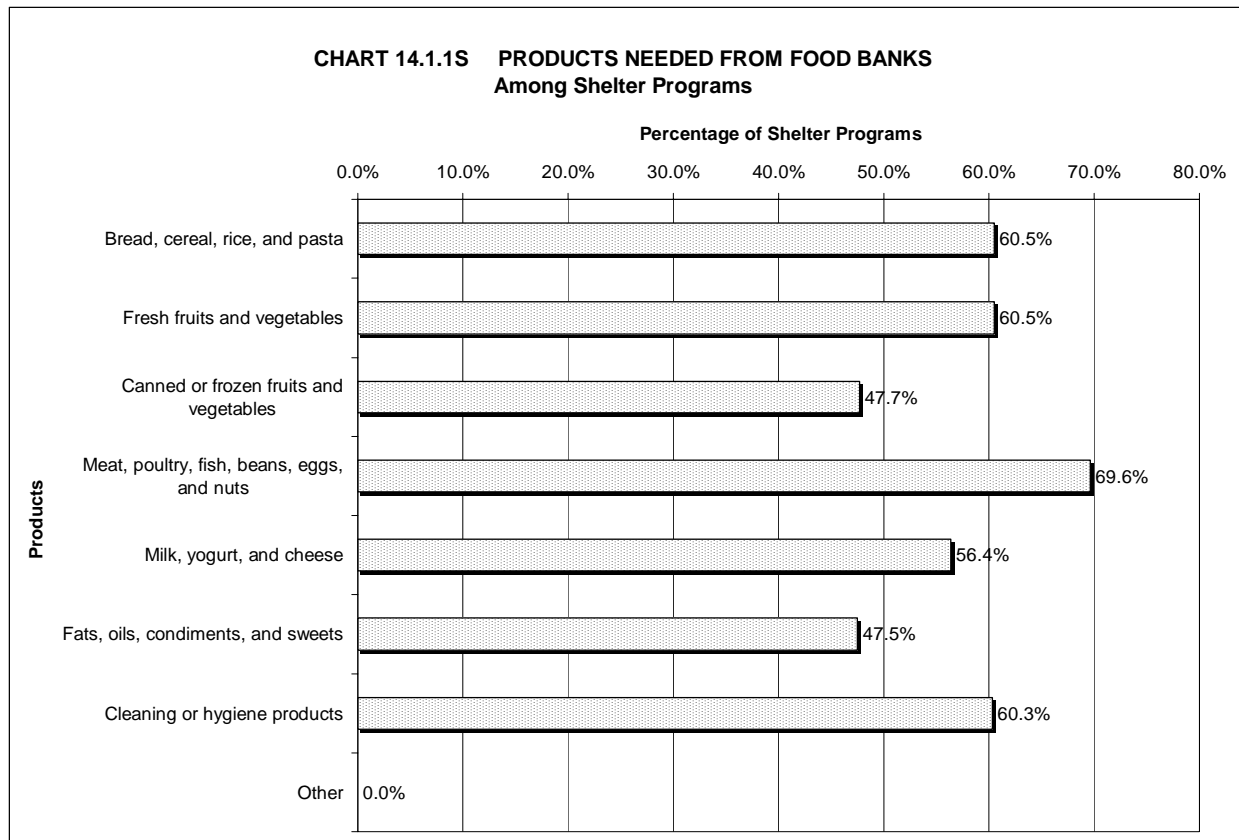 CHART 14.1.1S PRODUCTS NEEDED FROM FOOD BANKS
Among Shelter Programs
Percentage of Shelter Programs
0.0% 10.0% 20.0% 30.0% 40.0% 50.0% 60.0% 70.0% 80.0%
Products
Bread, cereal, rice, and pasta 60.5%
Fresh fruits and vegetables 60.5%
Canned or frozen fruits and
vegetables 47.7%
Meat, poultry, fish, beans, eggs,
and nuts 69.6%
Milk, yogurt, and cheese 56.4%
Fats, oils, condiments, and sweets 47.5%
Cleaning or hygiene products 60.3%
Other 0.0%